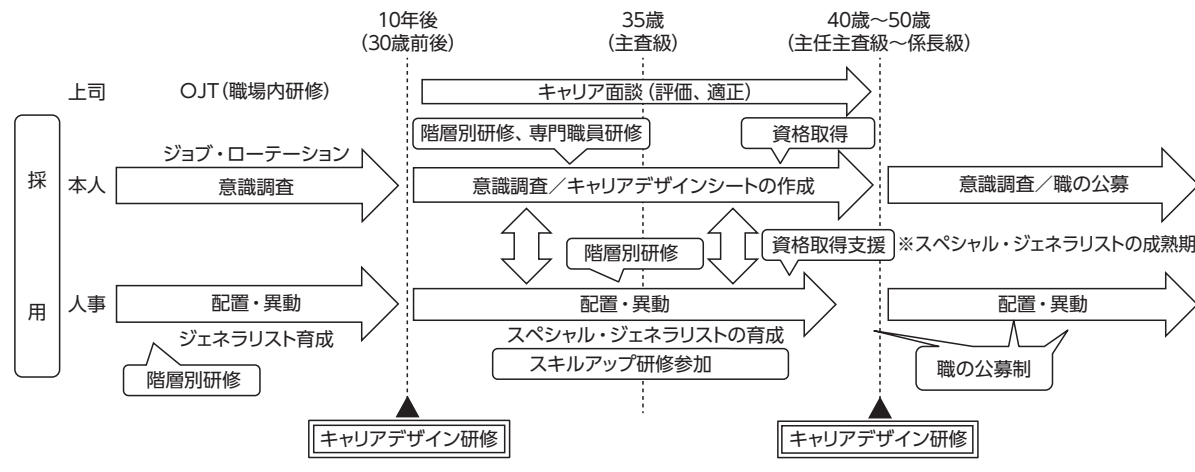 10年後
(30歳前後)
35歳
(主査級)
40歳～50歳
(主任主査級～係長級)
上司
OJT(職場内研修)
キャリア面談(評価、適正)
階層別研修、専門職員研修
資格取得
採用
本人
ジョブ・ローテーション
意識調査
意識調査／キャリアデザインシートの作成
意識調査／職の公募
階層別研修
資格取得支援
※スペシャル・ジェネラリストの成熟期
人事
配置・異動
配置・異動
配置・異動
ジェネラリスト育成
スペシャル・ジェネラリストの育成
階層別研修
スキルアップ研修参加
職の公募制
キャリアデザイン研修
キャリアデザイン研修